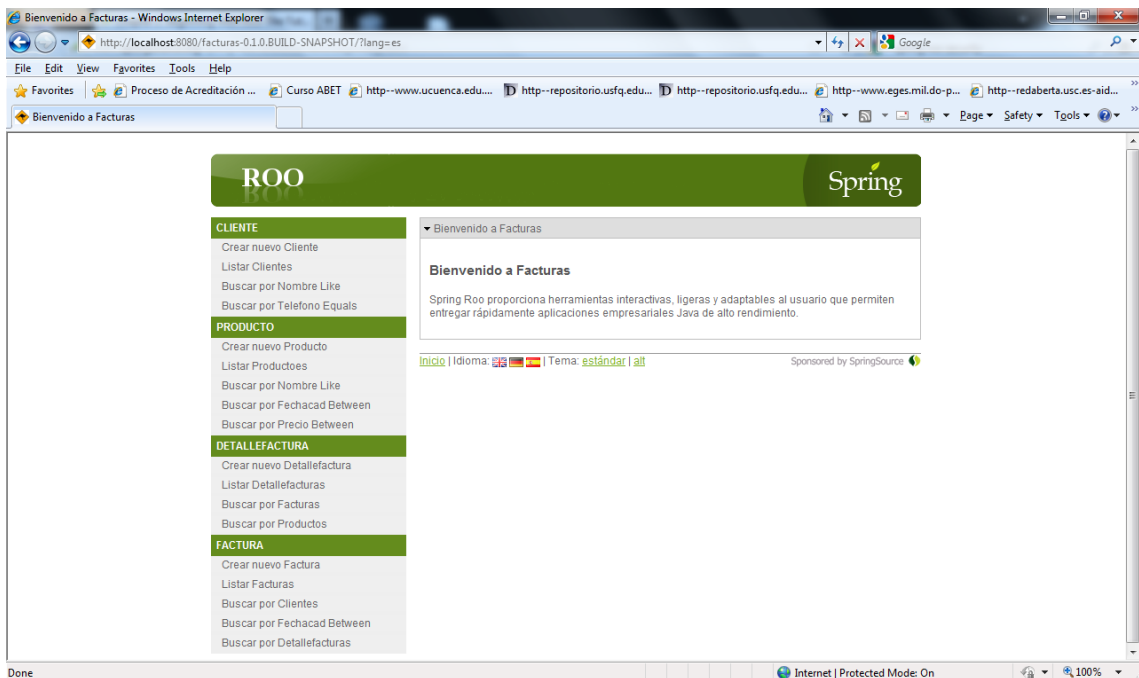 Bienvenido a Facturas - Windows Internet Explorer
http://localhost:8080/facturas-0.1.0.BUILD-SNAPSHOT/?lang=es
Google
File Edit View Favorites Tools Help
Favorites Proceso de Acreditación ... Curso ABET http--www.ucuenca.edu.... http--repositorio.usfq.edu... http--repositorio.usfq.edu... http--www.eges.mil.do-p... http--redaberta.usc.es-aid...
Bienvenido a Facturas
Page Safety Tools
ROO
Spring
CLIENTE
Crear nuevo Cliente
Listar Clientes
Buscar por Nombre Like
Buscar por Telefono Equals
PRODUCTO
Crear nuevo Producto
Listar Productoes
Buscar por Nombre Like
Buscar por Fechacad Between
Buscar por Precio Between
DETALLEFACTURA
Crear nuevo Detallefactura
Listar Detallefacturas
Buscar por Facturas
Buscar por Productos
FACTURA
Crear nuevo Factura
Listar Facturas
Buscar por Clientes
Buscar por Fechacad Between
Buscar por Detallefacturas
Bienvenido a Facturas
Bienvenido a Facturas
Spring Roo proporciona herramientas interactivas, ligeras y adaptables al usuario que permiten
entregar rápidamente aplicaciones empresariales Java de alto rendimiento.
Inicio | Idioma: | Tema: estándar | alt
Sponsored by SpringSource
Done
Internet | Protected Mode: On
100%